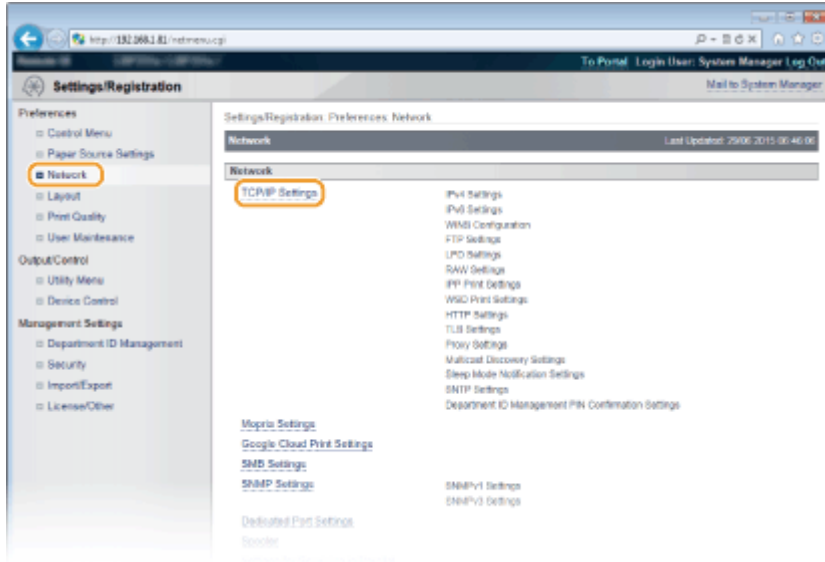 http://192.168.1.81/netmenu.cgi
To Portal Login User: System Manager Log Out
Settings/Registration
Mail to System Manager
Preferences
Control Menu
Paper Source Settings
Network
Layout
Print Quality
User Maintenance
Output/Control
Utility Menu
Device Control
Management Settings
Department ID Management
Security
Import/Export
License/Other
Settings/Registration: Preferences: Network
Network
Last Updated: 29/06 2015 06:46:06
Network
TCP/IP Settings
IPv4 Settings
IPv6 Settings
WINS Configuration
FTP Settings
LPD Settings
RAW Settings
IPP Print Settings
WSD Print Settings
HTTP Settings
TLS Settings
Proxy Settings
Multicast Discovery Settings
Sleep Mode Notification Settings
SNTP Settings
Department ID Management PIN Confirmation Settings
Mopria Settings
Google Cloud Print Settings
SMB Settings
SNMP Settings
SNMPv1 Settings
SNMPv3 Settings
Dedicated Port Settings
Spooler